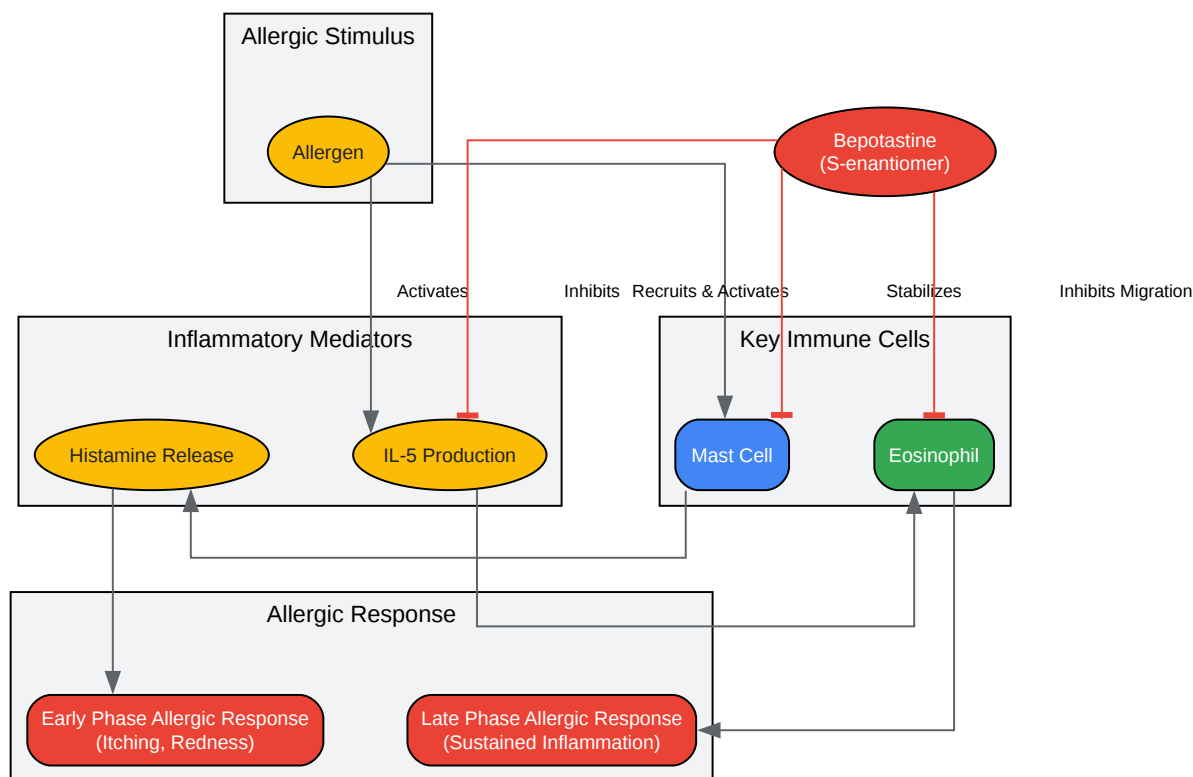 Allergic Stimulus
Allergen
Bepotastine
(S-enantiomer)
Activates
Inhibits
Recruits & Activates
Stabilizes
Inhibits Migration
Inflammatory Mediators
Key Immune Cells
Histamine Release
IL-5 Production
Mast Cell
Eosinophil
Allergic Response
Early Phase Allergic Response
(Itching, Redness)
Late Phase Allergic Response
(Sustained Inflammation)